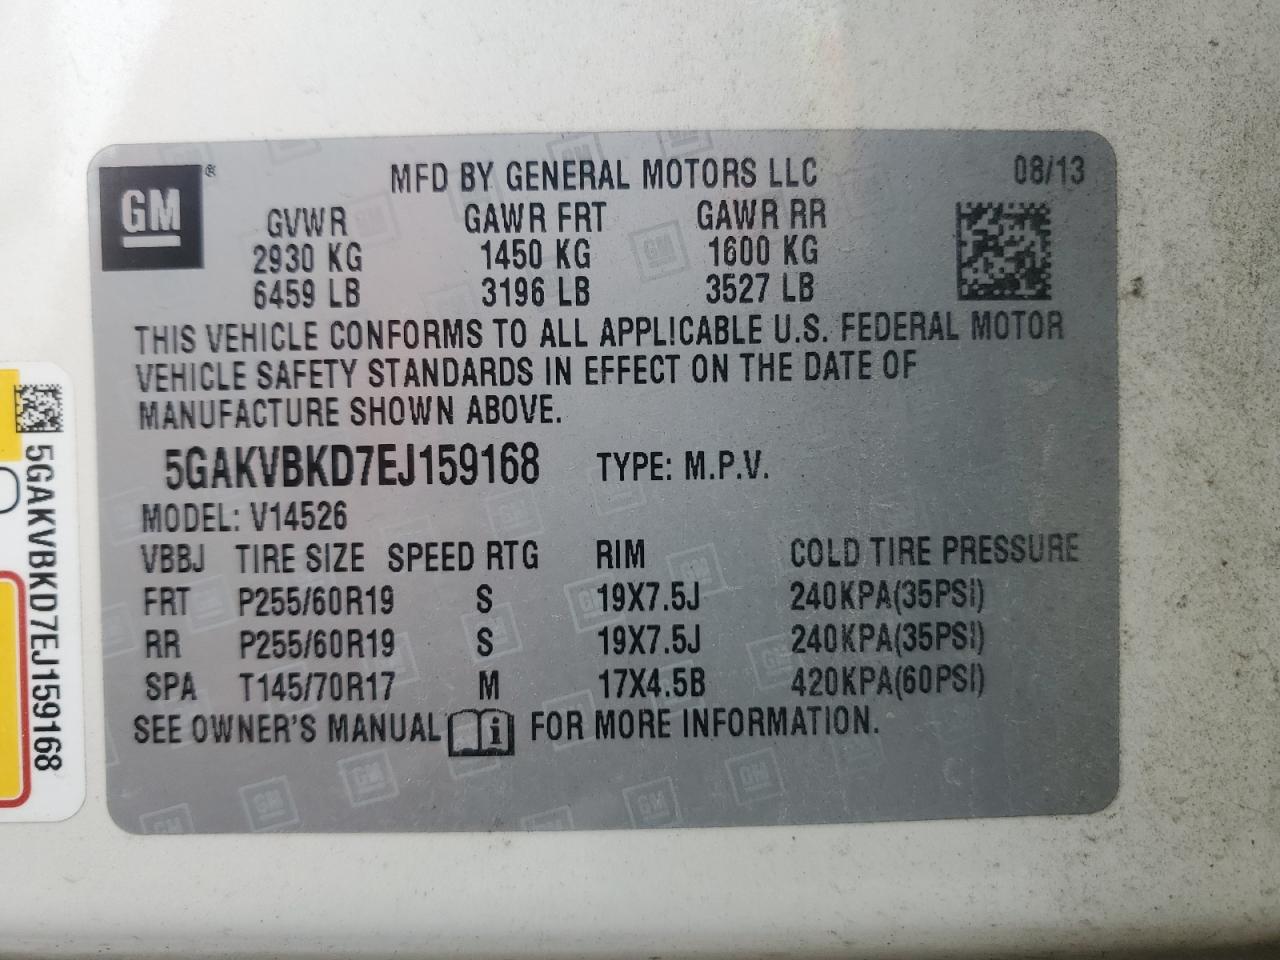 GM ®
MFD BY GENERAL MOTORS LLC 08/13
GVWR GAWR FRT GAWR RR
2930 KG 1450 KG 1600 KG
6459 LB 3196 LB 3527 LB
THIS VEHICLE CONFORMS TO ALL APPLICABLE U.S. FEDERAL MOTOR
VEHICLE SAFETY STANDARDS IN EFFECT ON THE DATE OF
MANUFACTURE SHOWN ABOVE.
5GAKVBKD7EJ159168 TYPE: M.P.V.
MODEL: V14526
VBBJ TIRE SIZE SPEED RTG RIM COLD TIRE PRESSURE
FRT P255/60R19 S 19X7.5J 240KPA(35PSI)
RR P255/60R19 S 19X7.5J 240KPA(35PSI)
SPA T145/70R17 M 17X4.5B 420KPA(60PSI)
SEE OWNER'S MANUAL i FOR MORE INFORMATION.
5GAKVBKD7EJ159168